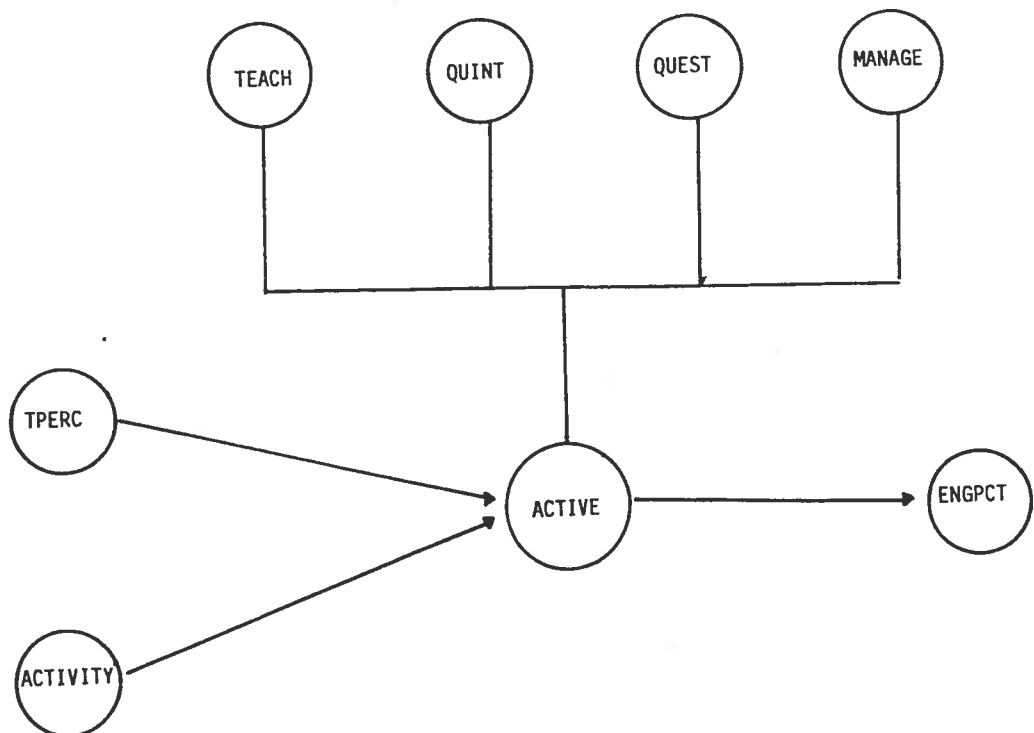 TEACH
QUINT
QUEST
MANAGE
TPERC
ACTIVE
ENGPCT
ACTIVITY